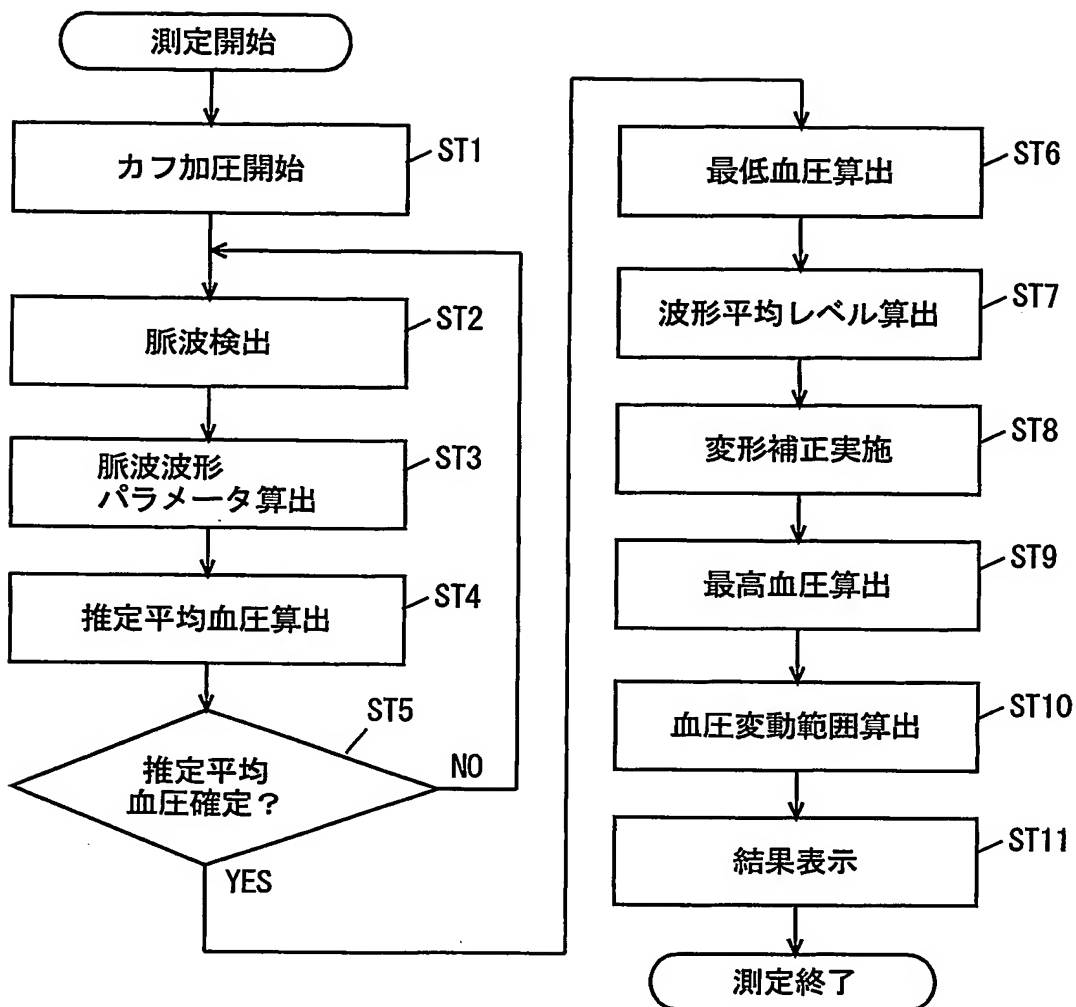 測定開始
カフ加圧開始
ST1
脈波検出
ST2
脈波波形
パラメータ算出
ST3
推定平均血圧算出
ST4
推定平均
血圧確定？
ST5
NO
YES
最低血圧算出
ST6
波形平均レベル算出
ST7
変形補正実施
ST8
最高血圧算出
ST9
血圧変動範囲算出
ST10
結果表示
ST11
測定終了